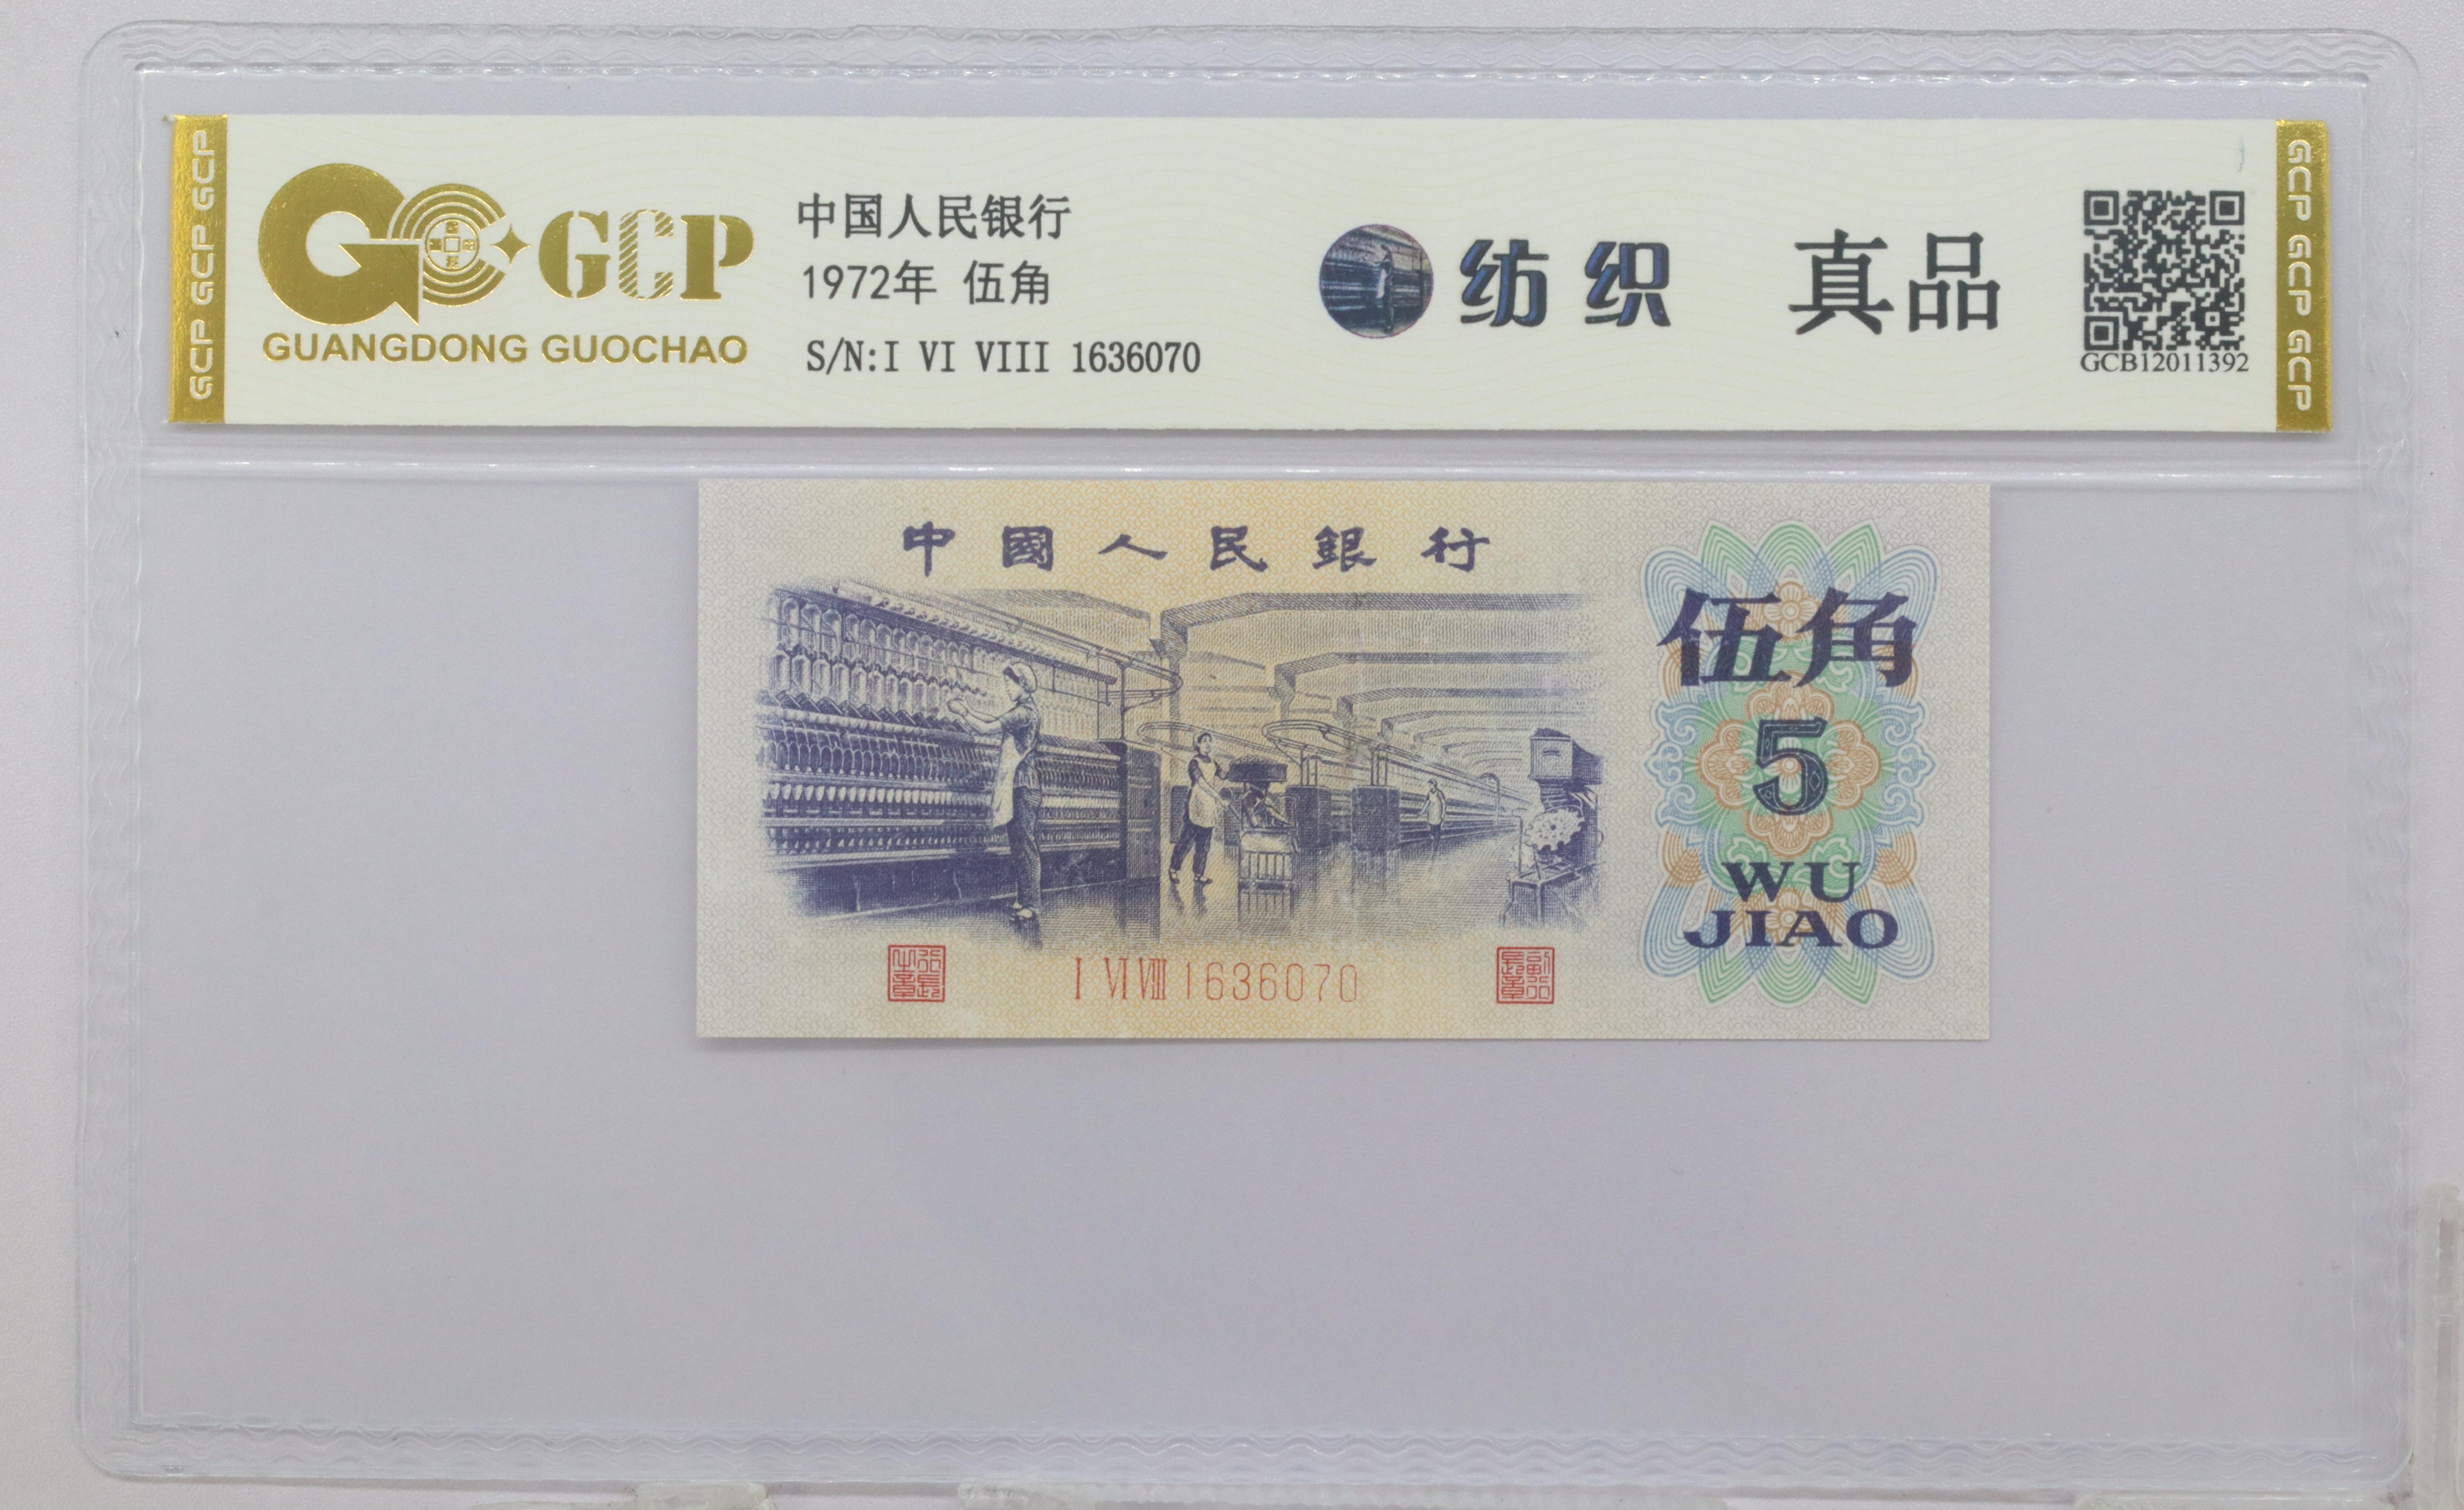 GCP GCP GCP
GCP
GUANGDONG GUOCHAO
中国人民银行
1972年 伍角
S/N:I VI VIII 1636070
纺织 真品
GCB12011392
GCP GCP GCP
中國人民銀行
伍角
5
WU
JIAO
I VI VIII 1636070